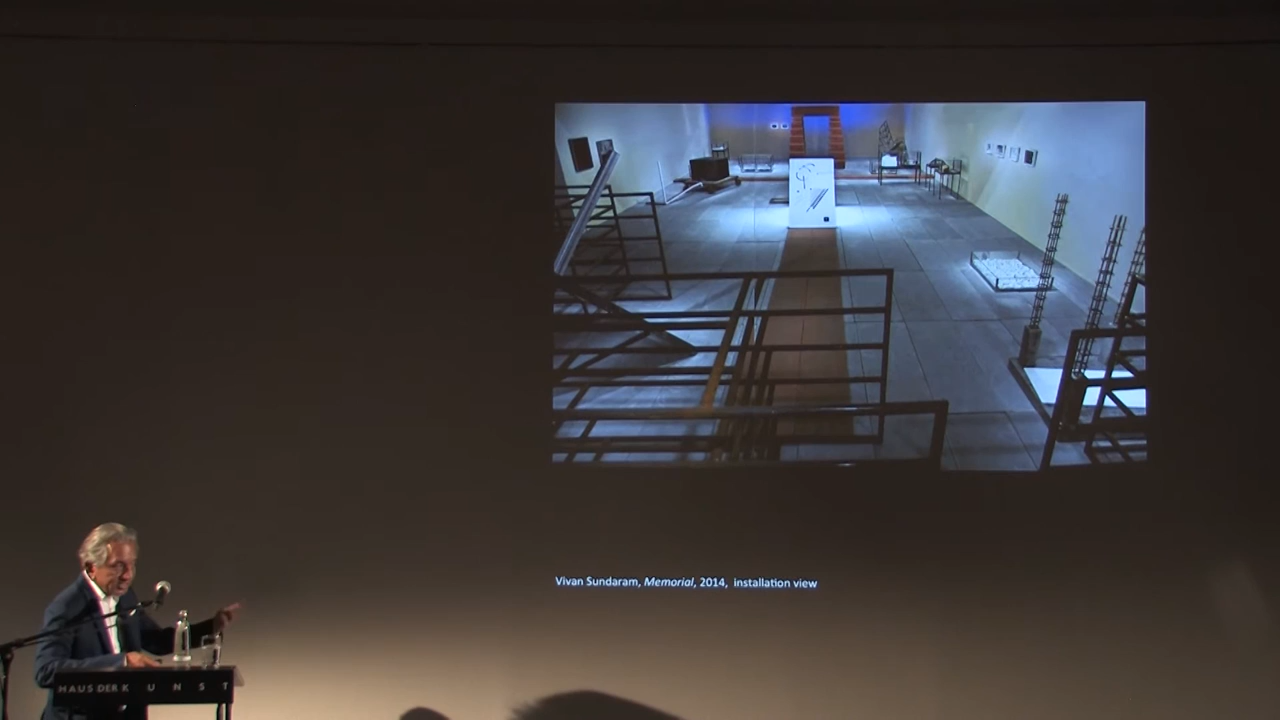 Vivan Sundaram, Memorial, 2014, installation view
HAUS DER K U N S T